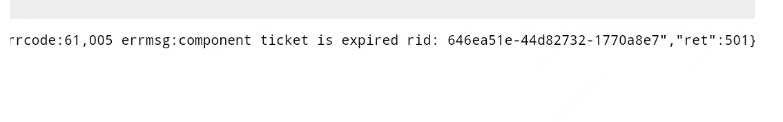 rrcode:61,005 errmsg:component ticket is expired rid: 646ea51e-44d82732-1770a8e7","ret":501}